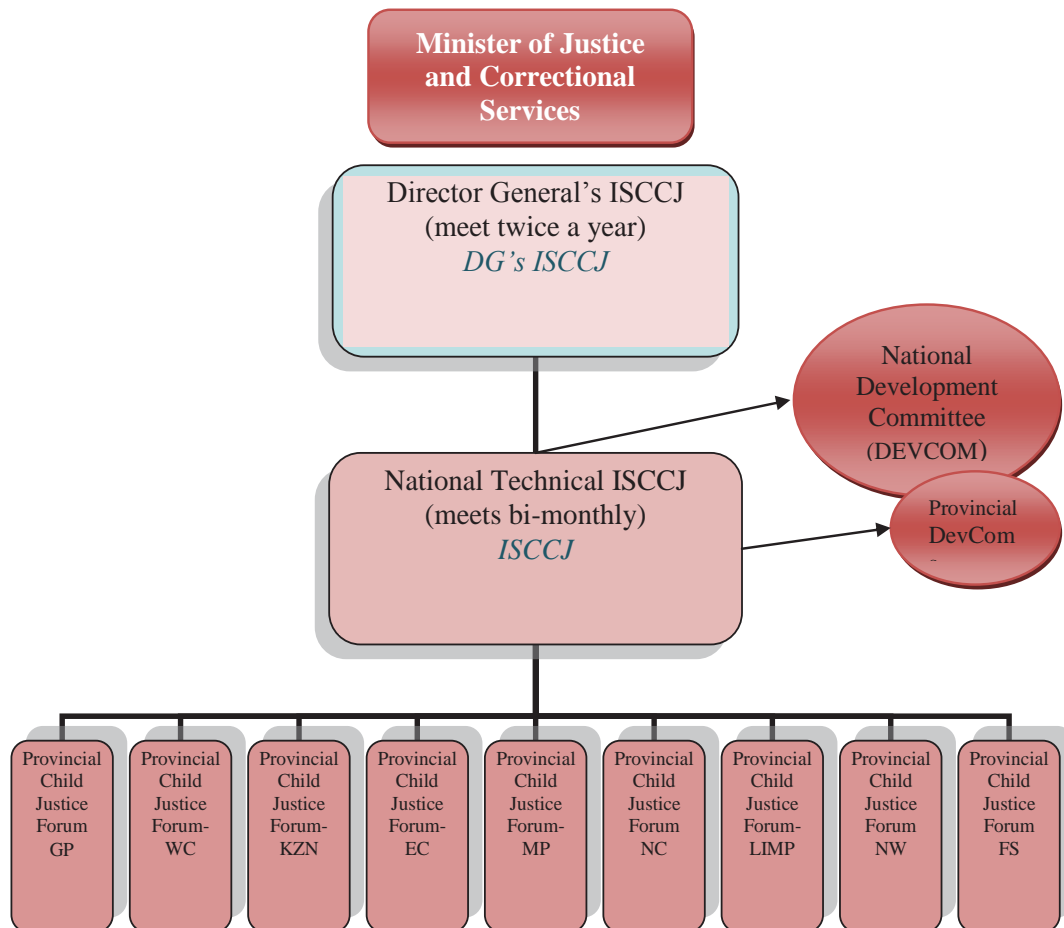 Minister of Justice
and Correctional
Services
Director General’s ISCCJ
(meet twice a year)
DG’s ISCCJ
National
Development
Committee
(DEVCOM)
National Technical ISCCJ
(meets bi-monthly)
ISCCJ
Provincial
DevCom
Provincial
Child
Justice
Forum
GP
Provincial
Child
Justice
Forum-
WC
Provincial
Child
Justice
Forum-
KZN
Provincial
Child
Justice
Forum-
EC
Provincial
Child
Justice
Forum-
MP
Provincial
Child
Justice
Forum
NC
Provincial
Child
Justice
Forum-
LIMP
Provincial
Child
Justice
Forum
NW
Provincial
Child
Justice
Forum
FS